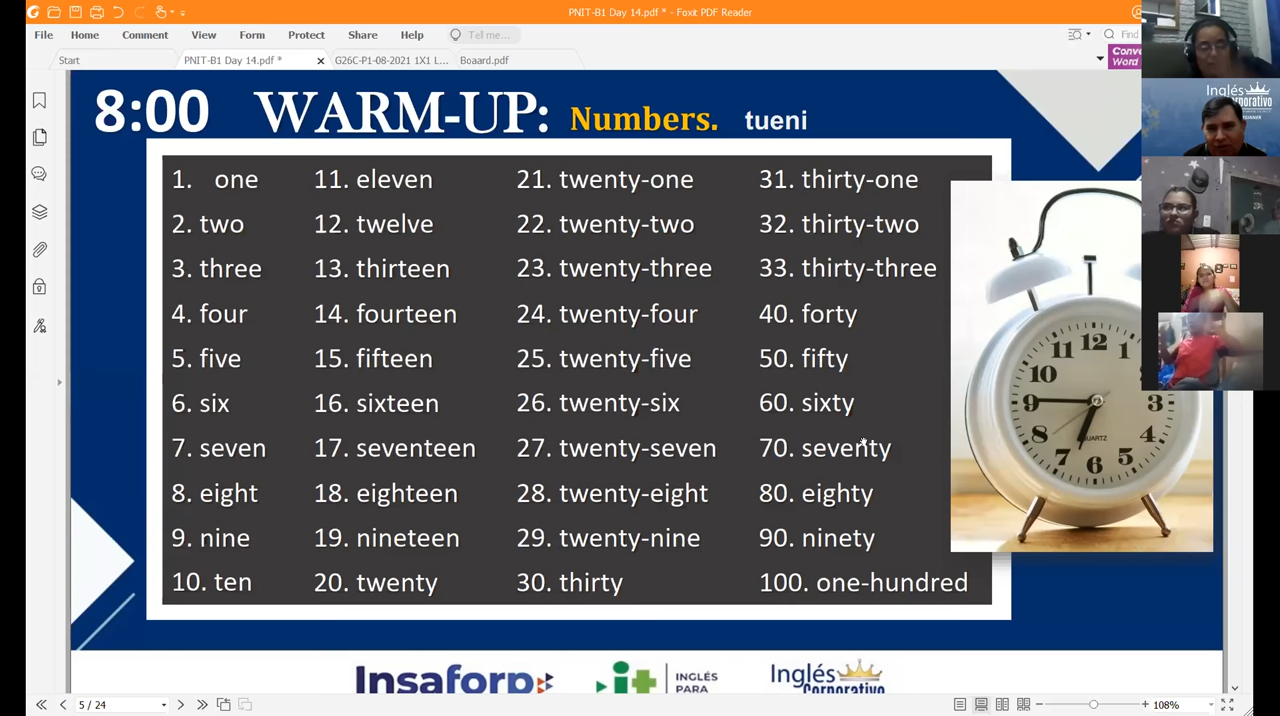 PNIT-B1 Day 14.pdf * - Foxit PDF Reader
File Home Comment View Form Protect Share Help Tell me... Find
Start PNIT-B1 Day 14.pdf * G26C-P1-08-2021 1X1 L... Boaard.pdf
8:00 WARM-UP: Numbers. tueni
1. one
2. two
3. three
4. four
5. five
6. six
7. seven
8. eight
9. nine
10. ten
11. eleven
12. twelve
13. thirteen
14. fourteen
15. fifteen
16. sixteen
17. seventeen
18. eighteen
19. nineteen
20. twenty
21. twenty-one
22. twenty-two
23. twenty-three
24. twenty-four
25. twenty-five
26. twenty-six
27. twenty-seven
28. twenty-eight
29. twenty-nine
30. thirty
31. thirty-one
32. thirty-two
33. thirty-three
40. forty
50. fifty
60. sixty
70. seventy
80. eighty
90. ninety
100. one-hundred
11 12 1
10
9 3
8 4
7 6 5
QUARTZ
Inglés
Insaforp it INGLÉS
PARA
Inglés
Corporativo
5 / 24 108%